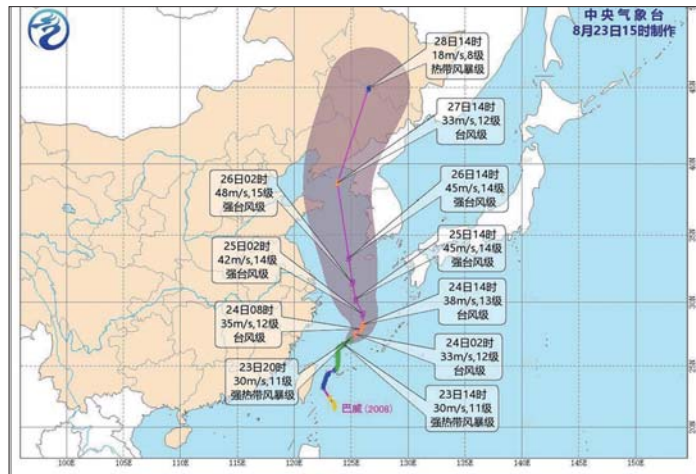 中央气象台
8月23日15时制作
28日14时
18m/s,8级
热带风暴级
27日14时
33m/s,12级
台风级
26日02时
48m/s,15级
强台风级
26日14时
45m/s,14级
强台风级
25日02时
42m/s,14级
强台风级
25日14时
45m/s,14级
强台风级
24日08时
35m/s,12级
台风级
24日14时
38m/s,13级
台风级
23日20时
30m/s,11级
强热带风暴级
24日02时
33m/s,12级
台风级
23日14时
30m/s,11级
强热带风暴级
巴威(2008)
45N
40N
35N
30N
25N
20N
100E
105E
110E
115E
120E
125E
130E
135E
140E
145E
150E